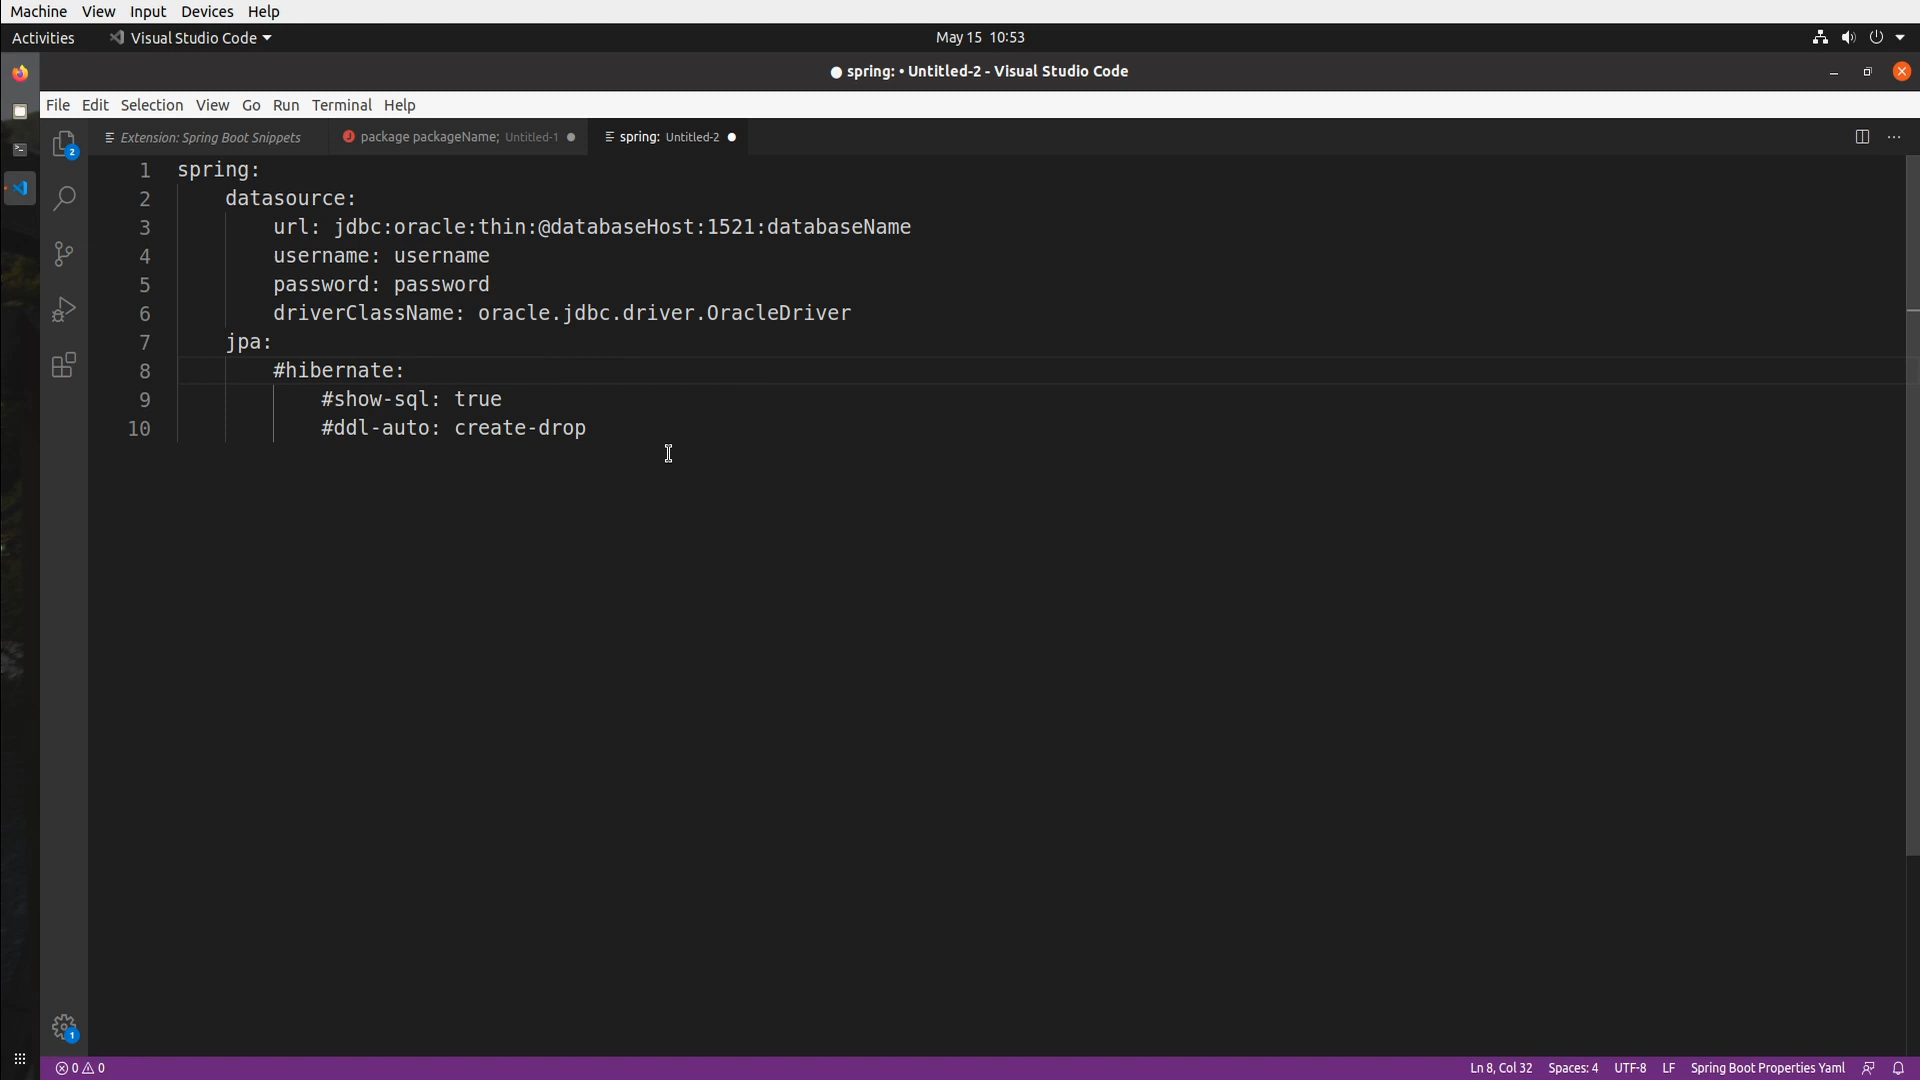 Machine View Input Devices Help
Activities Visual Studio Code May 15 10:53
● spring: • Untitled-2 - Visual Studio Code
File Edit Selection View Go Run Terminal Help
Extension: Spring Boot Snippets package packageName; Untitled-1 spring: Untitled-2
2
1 spring:
2 datasource:
3 url: jdbc:oracle:thin:@databaseHost:1521:databaseName
4 username: username
5 password: password
6 driverClassName: oracle.jdbc.driver.OracleDriver
7 jpa:
8 #hibernate:
9 #show-sql: true
10 #ddl-auto: create-drop
1
0 0 Ln 8, Col 32 Spaces: 4 UTF-8 LF Spring Boot Properties Yaml